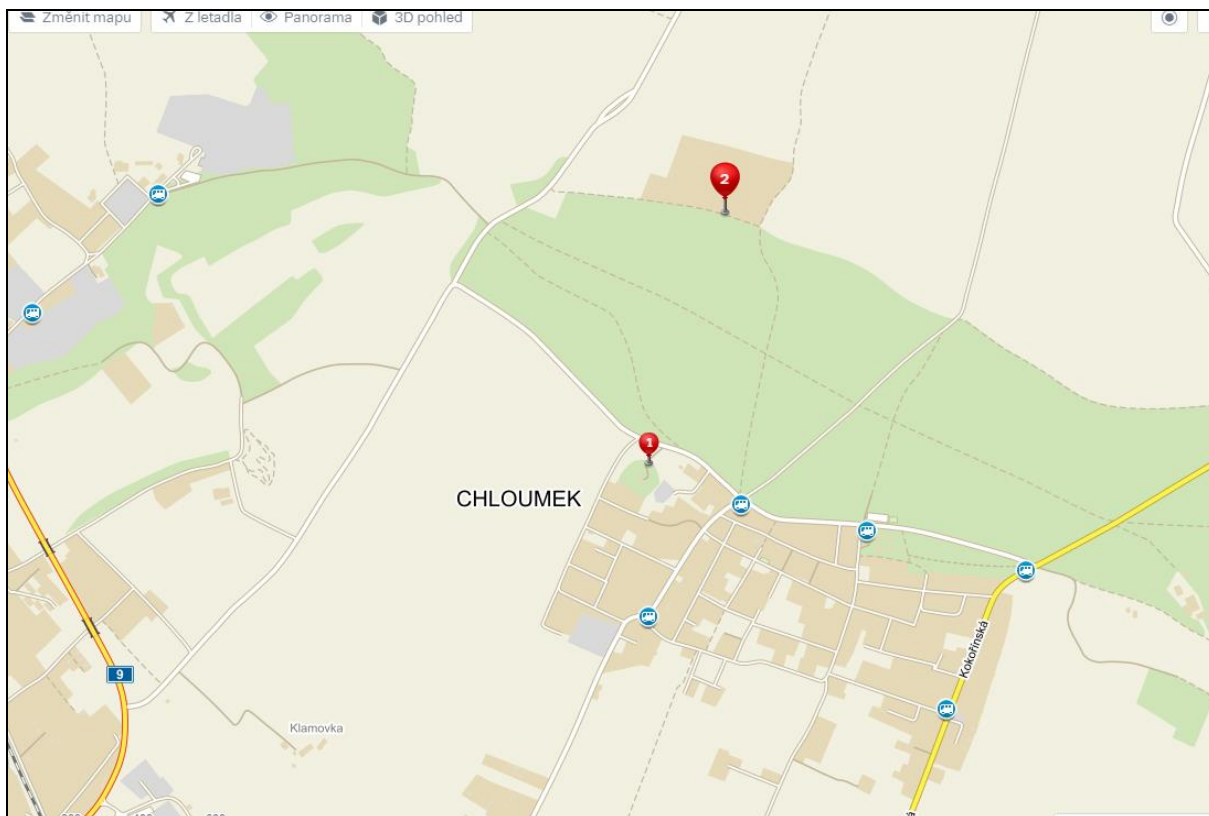 Změnit mapu
Z letadla
Panorama
3D pohled
2
1
CHLOUMEK
Kokořínská
9
Klamovka